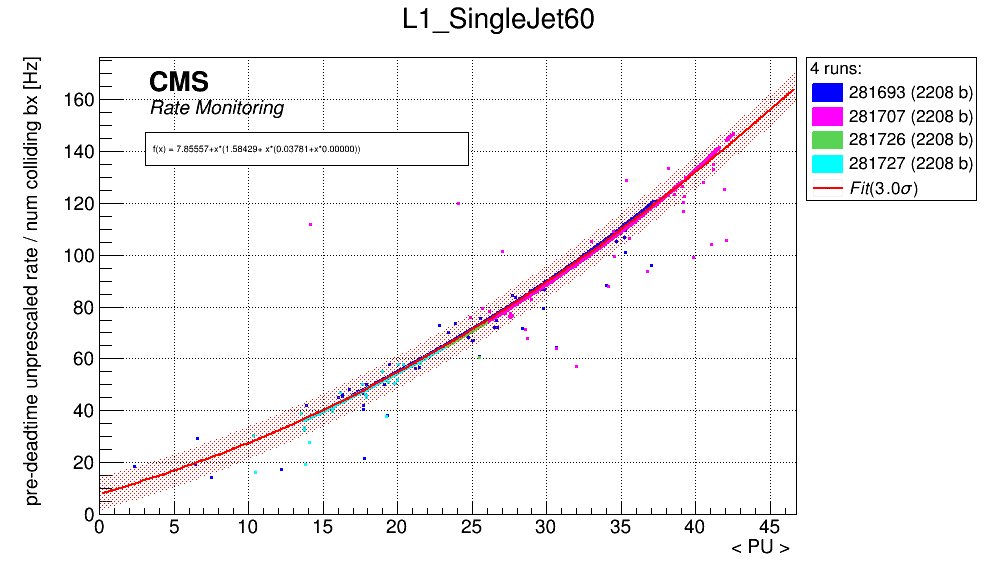 L1_SingleJet60
pre-deadtime unprescaled rate / num colliding bx [Hz]
CMS
Rate Monitoring
f(x) = 7.85557+x*(1.58429+ x*(0.03781+x*0.00000))
4 runs:
281693 (2208 b)
281707 (2208 b)
281726 (2208 b)
281727 (2208 b)
Fit(3.0σ)
160
140
120
100
80
60
40
20
0
0 5 10 15 20 25 30 35 40 45
< PU >